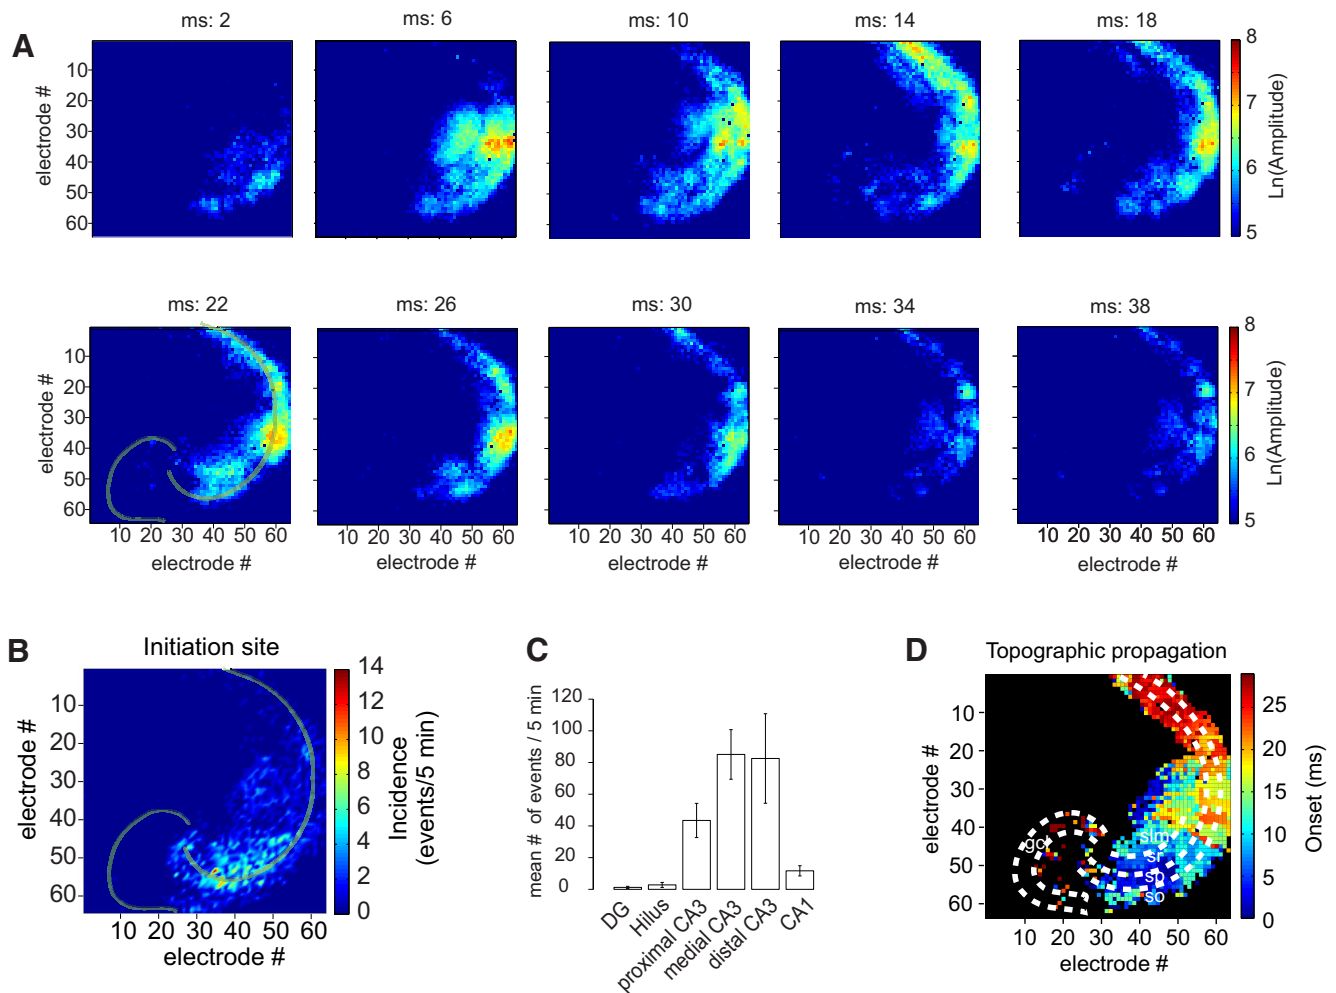 A
ms: 2
ms: 6
ms: 10
ms: 14
ms: 18
electrode #
10
20
30
40
50
60
8
7
6
5
Ln(Amplitude)
ms: 22
ms: 26
ms: 30
ms: 34
ms: 38
electrode #
10
20
30
40
50
60
10 20 30 40 50 60
10 20 30 40 50 60
10 20 30 40 50 60
10 20 30 40 50 60
10 20 30 40 50 60
electrode #
electrode #
electrode #
electrode #
electrode #
8
7
6
5
Ln(Amplitude)
B
Initiation site
electrode #
10
20
30
40
50
60
10 20 30 40 50 60
electrode #
14
12
10
8
6
4
2
0
Incidence
(events/5 min)
C
mean # of events / 5 min
120
100
80
60
40
20
0
DG
Hilus
proximal CA3
medial CA3
distal CA3
CA1
D
Topographic propagation
electrode #
10
20
30
40
50
60
gcl
slm
sr
sp
so
10 20 30 40 50 60
electrode #
25
20
15
10
5
0
Onset (ms)